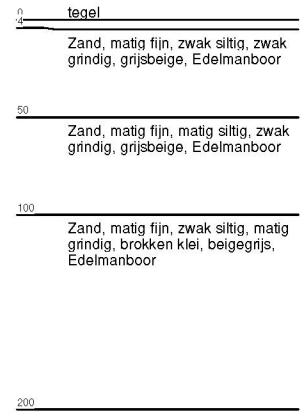 0 tegel
4
Zand, matig fijn, zwak siltig, zwak
grindig, grijsbeige, Edelmanboor
50
Zand, matig fijn, matig siltig, zwak
grindig, grijsbeige, Edelmanboor
100
Zand, matig fijn, zwak siltig, matig
grindig, brokken klei, beigegrijs,
Edelmanboor
200